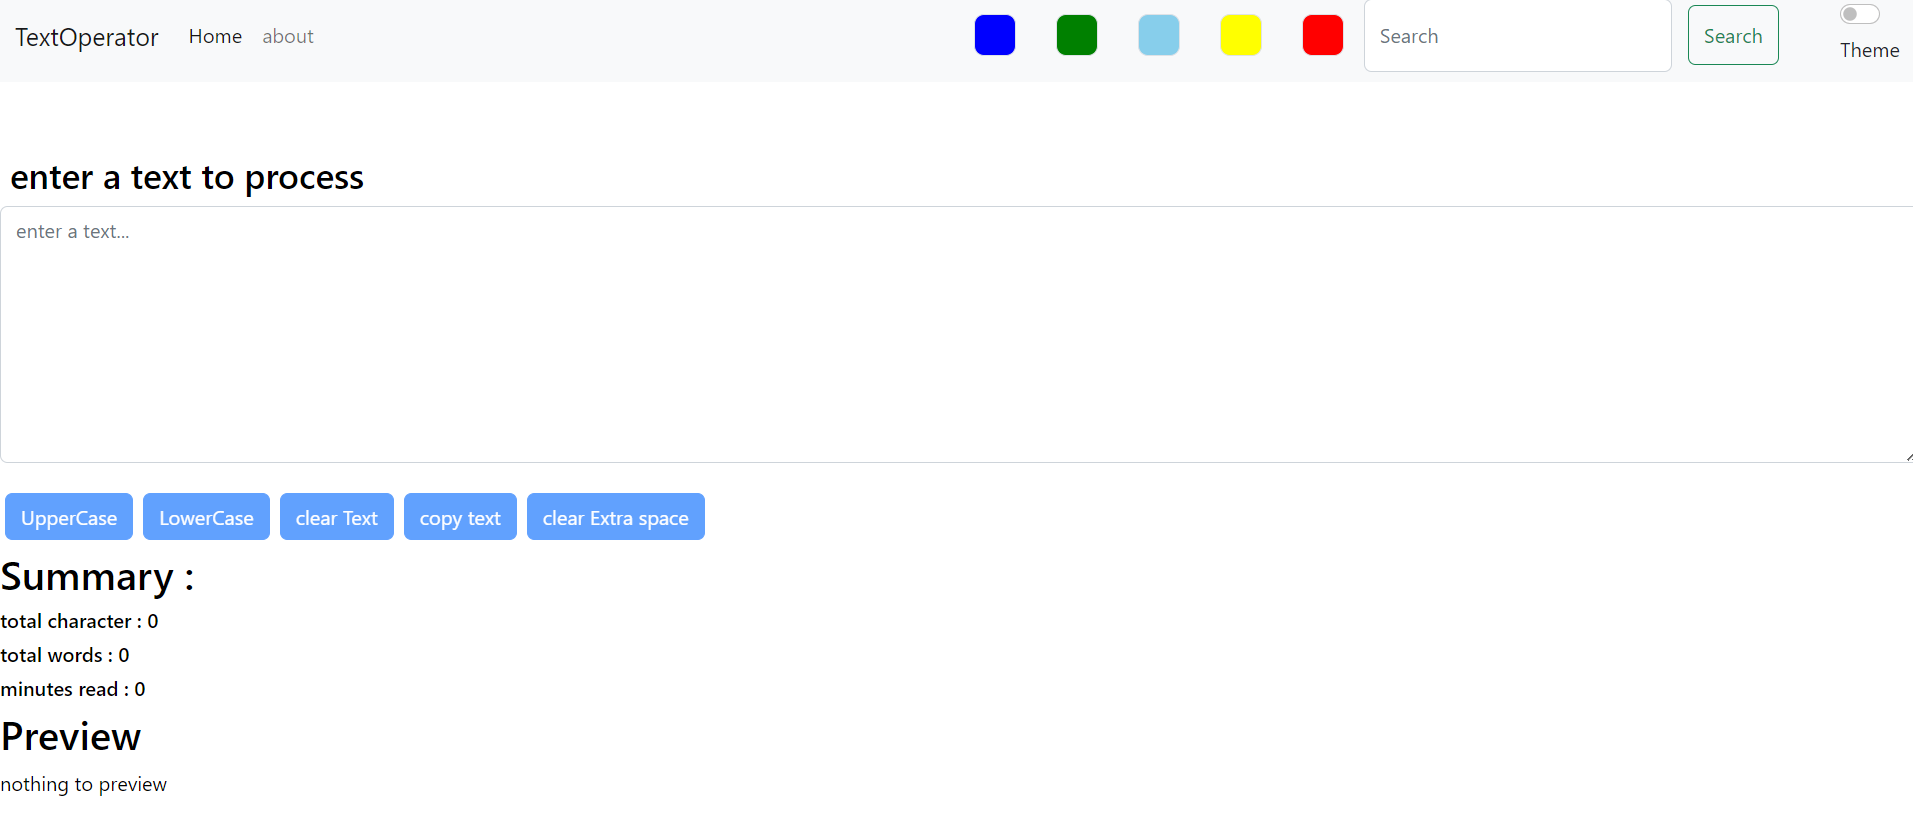 TextOperator Home about Search Search Theme
enter a text to process
enter a text...
UpperCase LowerCase clear Text copy text clear Extra space
Summary :
total character : 0
total words : 0
minutes read : 0
Preview
nothing to preview